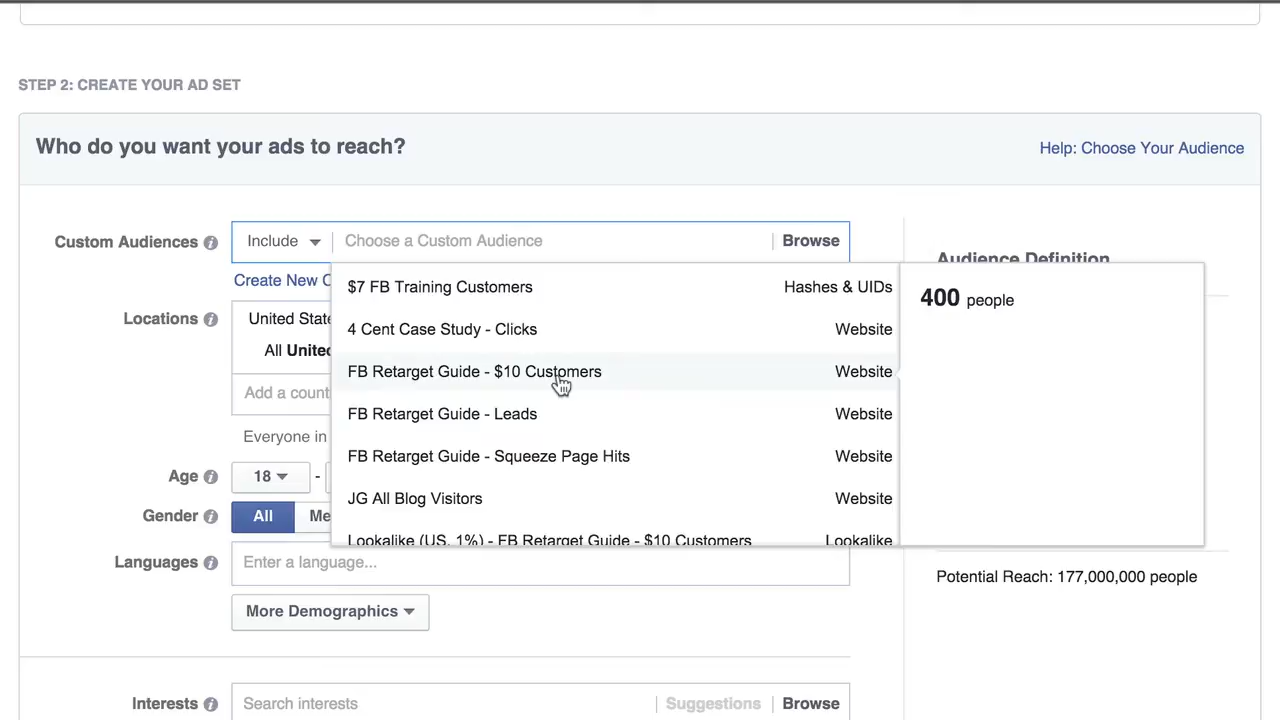 STEP 2: CREATE YOUR AD SET
Who do you want your ads to reach?
Help: Choose Your Audience
Custom Audiences
Include
Choose a Custom Audience
Browse
Create New C
$7 FB Training Customers Hashes & UIDs
4 Cent Case Study - Clicks Website
FB Retarget Guide - $10 Customers Website
FB Retarget Guide - Leads Website
FB Retarget Guide - Squeeze Page Hits Website
JG All Blog Visitors Website
Lookalike (US, 1%) - FB Retarget Guide - $10 Customers Lookalike
Audience Definition
400 people
Locations
United State
All United
Add a count
Everyone in
Age 18 -
Gender All Me
Languages Enter a language...
More Demographics
Potential Reach: 177,000,000 people
Interests Search interests Suggestions Browse